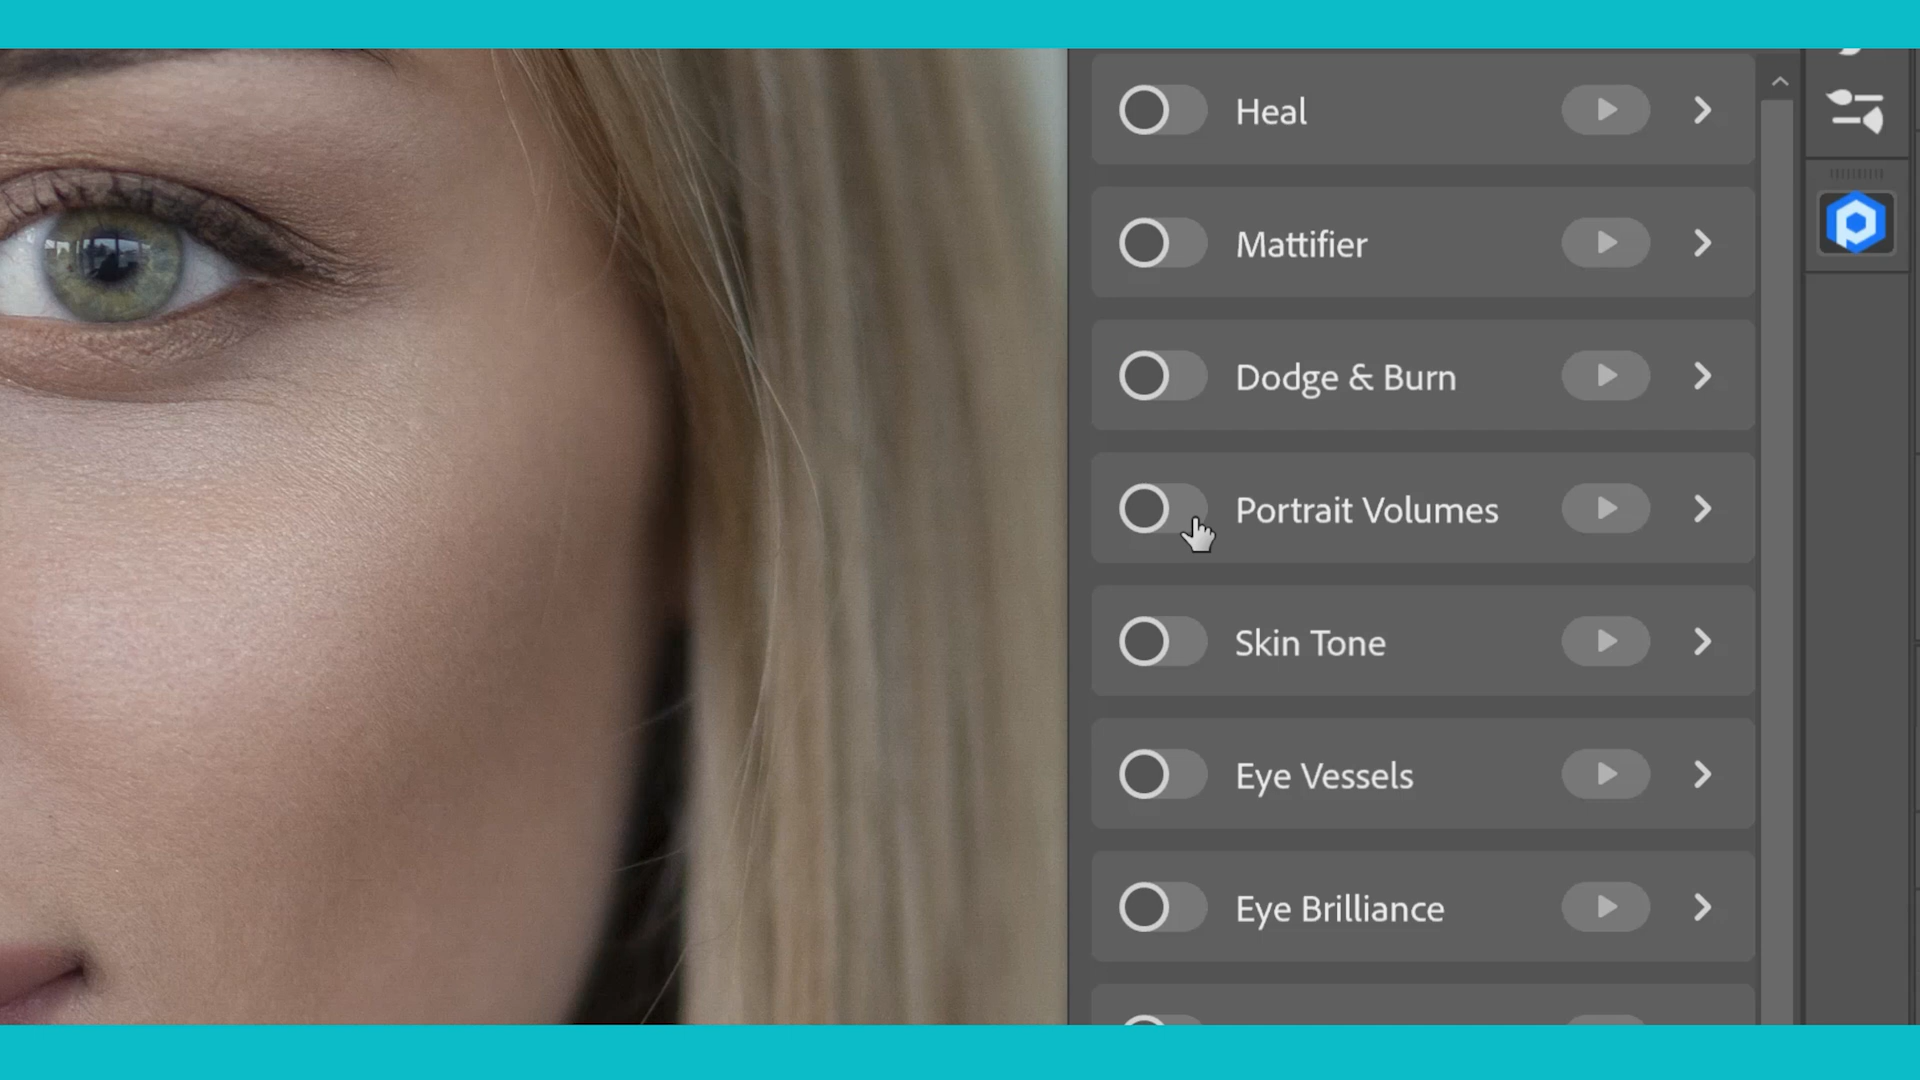 Heal
Mattifier
Dodge & Burn
Portrait Volumes
Skin Tone
Eye Vessels
Eye Brilliance